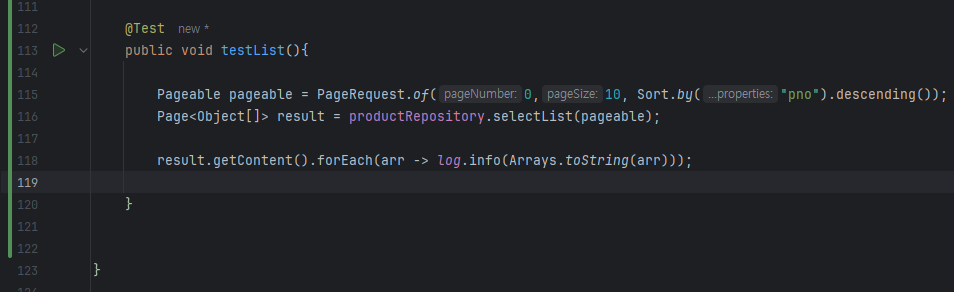 111
112 @Test new *
113 public void testList(){
114
115 Pageable pageable = PageRequest.of( pageNumber: 0, pageSize: 10, Sort.by( ...properties: "pno").descending());
116 Page<Object[]> result = productRepository.selectList(pageable);
117
118 result.getContent().forEach(arr -> log.info(Arrays.toString(arr)));
119
120 }
121
122
123 }